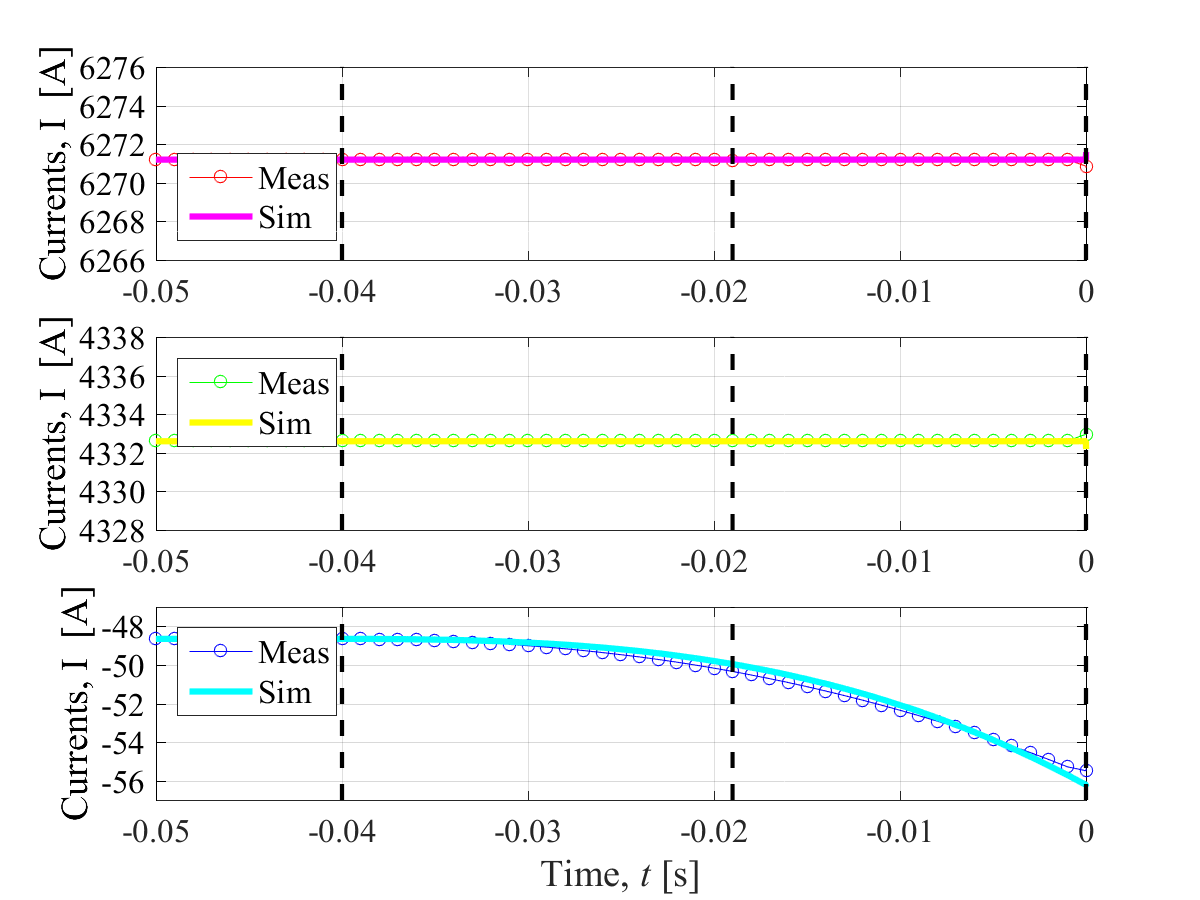 Currents, I [A]
6276
6274
6272
6270
6268
6266
Meas
Sim
-0.05 -0.04 -0.03 -0.02 -0.01 0
Currents, I [A]
4338
4336
4334
4332
4330
4328
Meas
Sim
-0.05 -0.04 -0.03 -0.02 -0.01 0
Currents, I [A]
-48
-50
-52
-54
-56
Meas
Sim
-0.05 -0.04 -0.03 -0.02 -0.01 0
Time, t [s]